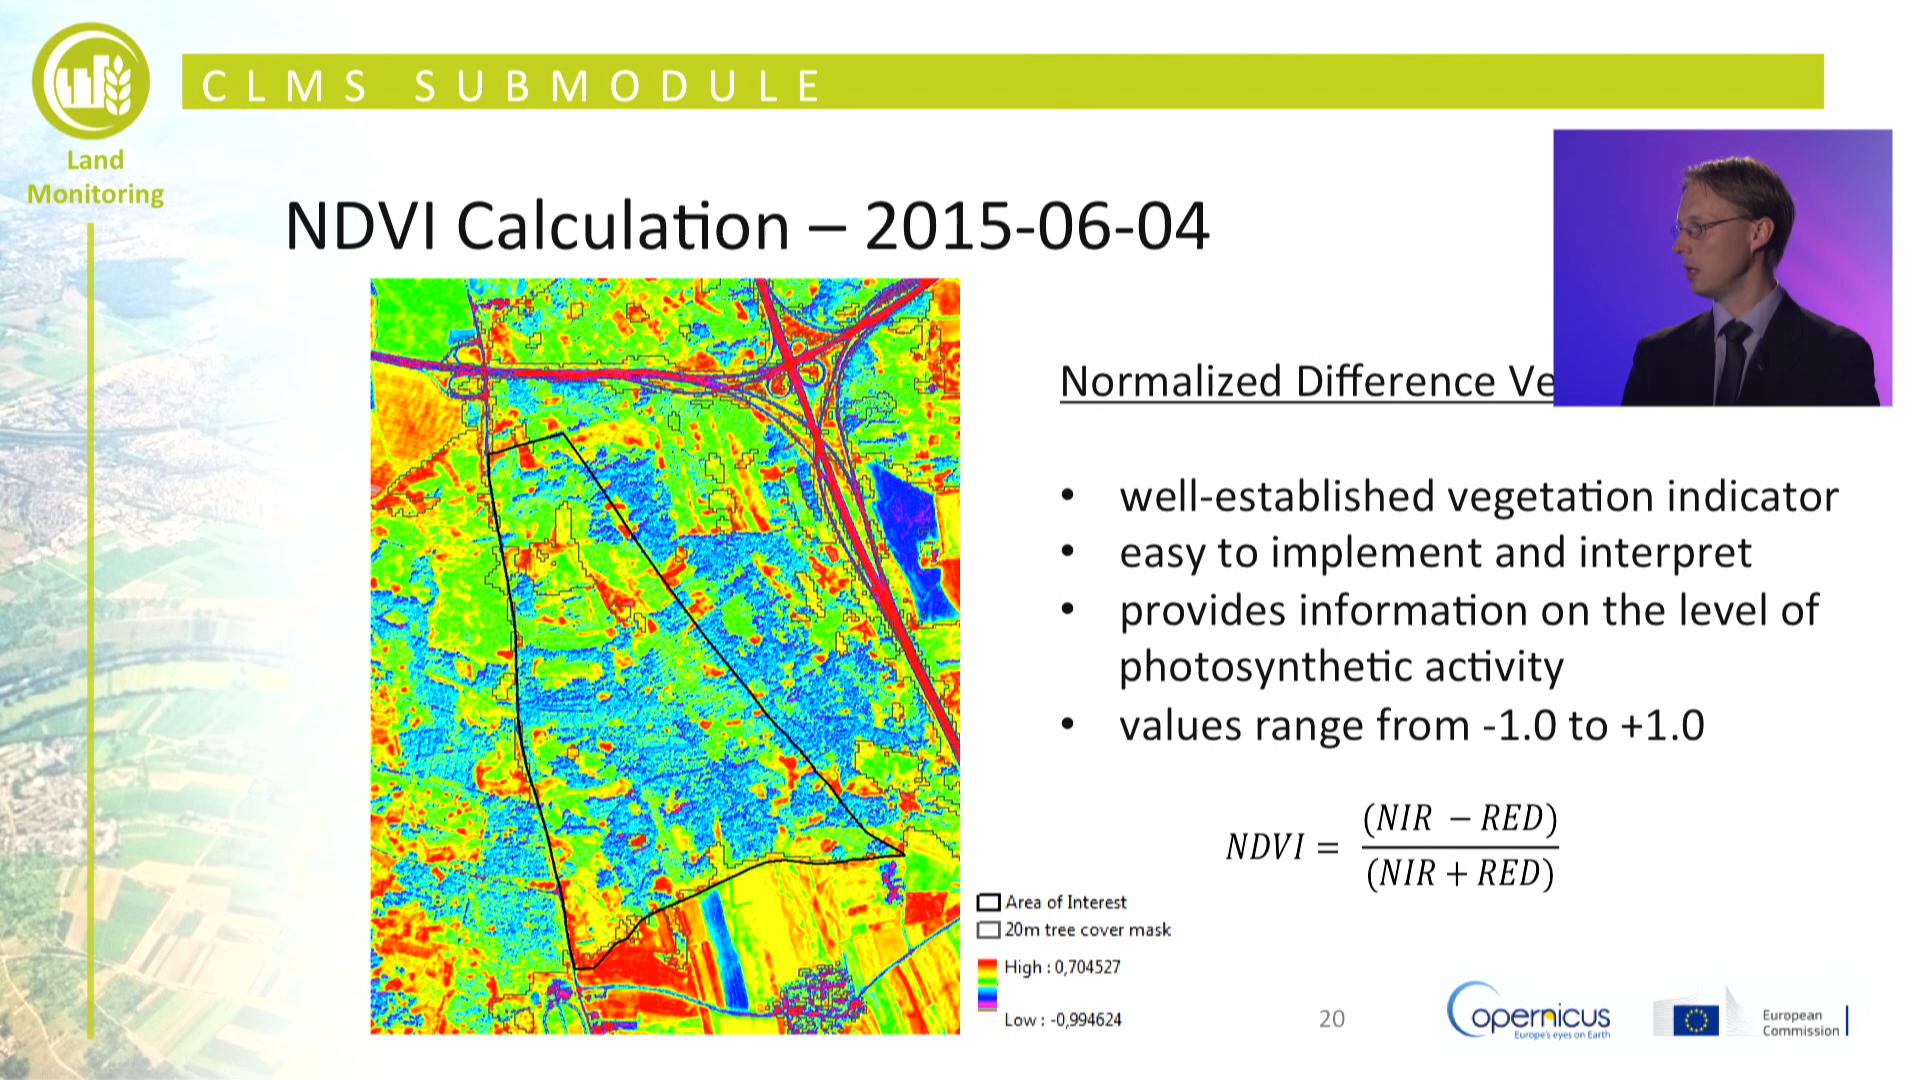 CLMS SUBMODULE
Land
Monitoring
NDVI Calculation – 2015-06-04
Normalized Difference Ve
• well-established vegetation indicator
• easy to implement and interpret
• provides information on the level of
photosynthetic activity
• values range from -1.0 to +1.0
NDVI = (NIR − RED)
(NIR + RED)
Area of Interest
20m tree cover mask
High : 0,704527
Low : -0,994624
20
opernicus
Europe's eyes on Earth
European
Commission